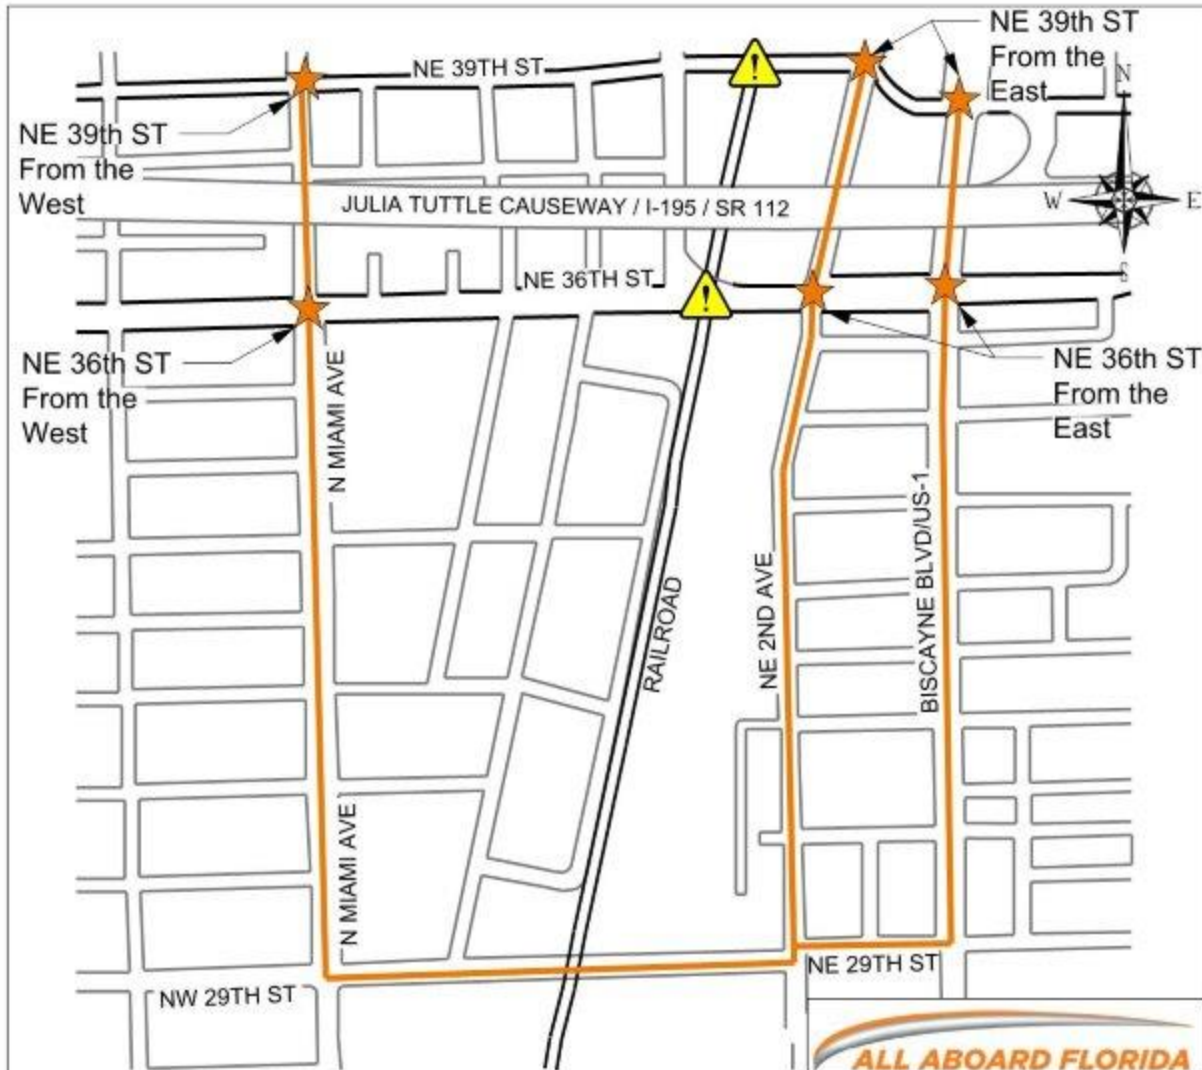 NE 39th ST
From the
East
NE 39TH ST
N
NE 39th ST
From the
West
JULIA TUTTLE CAUSEWAY / I-195 / SR 112
W
E
S
NE 36TH ST
!
!
NE 36th ST
From the
West
NE 36th ST
From the
East
N MIAMI AVE
BISCAYNE BLVD/US-1
NE 2ND AVE
RAILROAD
N MIAMI AVE
NE 29TH ST
NW 29TH ST
ALL ABOARD FLORIDA